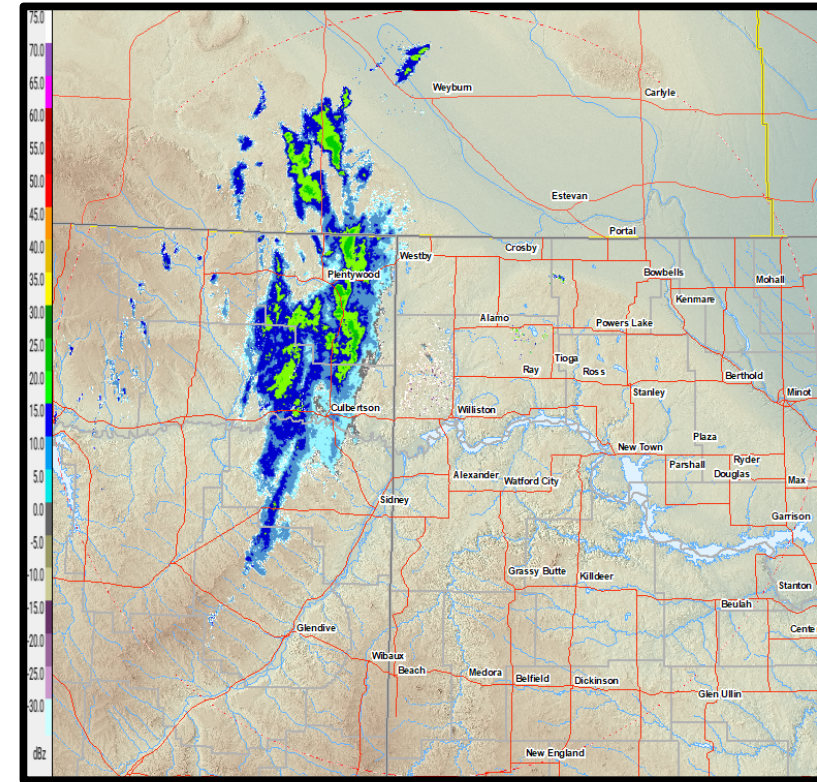 75.0
70.0
65.0
60.0
55.0
50.0
45.0
40.0
35.0
30.0
25.0
20.0
15.0
10.0
5.0
0.0
-5.0
-10.0
-15.0
-20.0
-25.0
-30.0
dBz
Weyburn
Carlyle
Estevan
Portal
Crosby
Westby
Bowbells
Plentywood
Mohall
Kenmare
Alamo
Powers Lake
Tioga
Ray
Ross
Berthold
Stanley
Minot
Culbertson
Williston
Plaza
New Town
Ryder
Parshall
Douglas
Alexander
Watford City
Max
Sidney
Garrison
Grassy Butte
Killdeer
Stanton
Beulah
Glendive
Cente
Wibaux
Beach
Medora
Belfield
Dickinson
Glen Ullin
New England